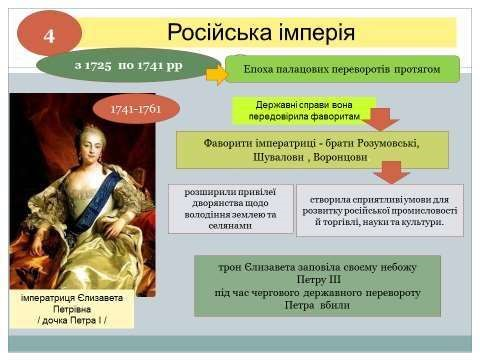 4
Російська імперія
з 1725 по 1741 рр
Епоха палацових переворотів протягом
1741-1761
Державні справи вона
передовірила фаворитам
Фаворити імператриці - брати Розумовські,
Шувалови , Воронцови.
розширили привілеї
дворянства щодо
володіння землею та
селянами
створила сприятливі умови для
розвитку російської промисловост
й торгівлі, науки та культури.
трон Єлизавета заповіла своєму небожу
Петру ІІІ
під час чергового державного перевороту
Петра вбили
імператриця Єлизавета
Петрівна
/ дочка Петра І /